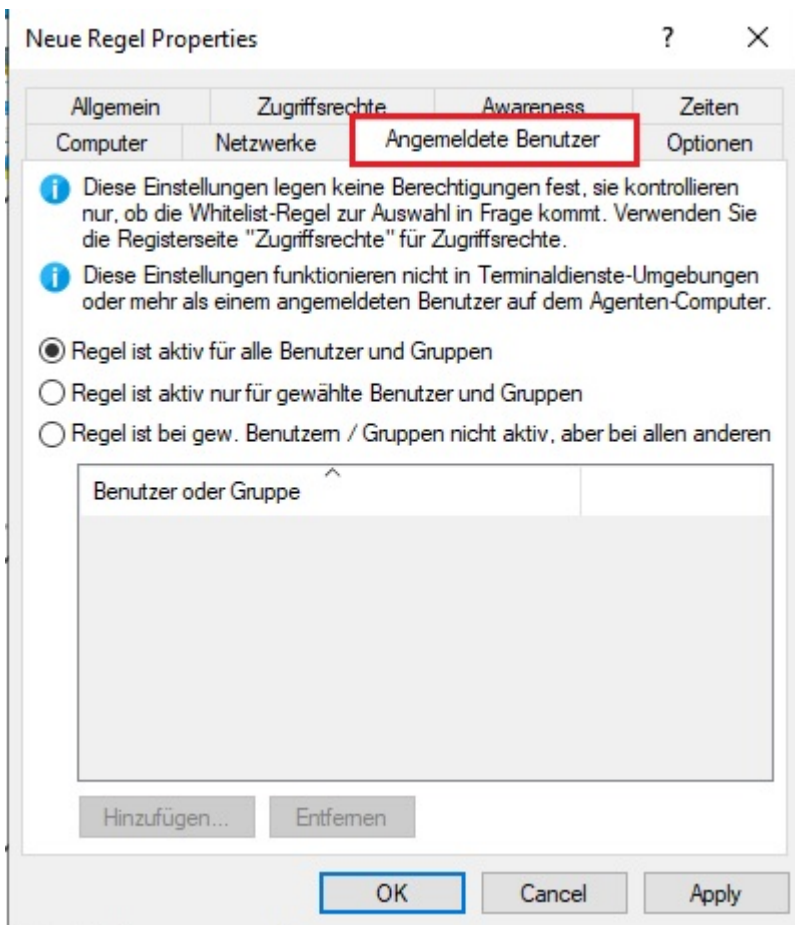 Neue Regel Properties
?
Allgemein Zugriffsrechte Awareness Zeiten
Computer Netzwerke Angemeldete Benutzer Optionen
Diese Einstellungen legen keine Berechtigungen fest, sie kontrollieren
nur, ob die Whitelist-Regel zur Auswahl in Frage kommt. Verwenden Sie
die Registerseite "Zugriffsrechte" für Zugriffsrechte.
Diese Einstellungen funktionieren nicht in Terminaldienste-Umgebungen
oder mehr als einem angemeldeten Benutzer auf dem Agenten-Computer.
Regel ist aktiv für alle Benutzer und Gruppen
Regel ist aktiv nur für gewählte Benutzer und Gruppen
Regel ist bei gew. Benutzern / Gruppen nicht aktiv, aber bei allen anderen
Benutzer oder Gruppe
Hinzufügen... Entfernen
OK Cancel Apply